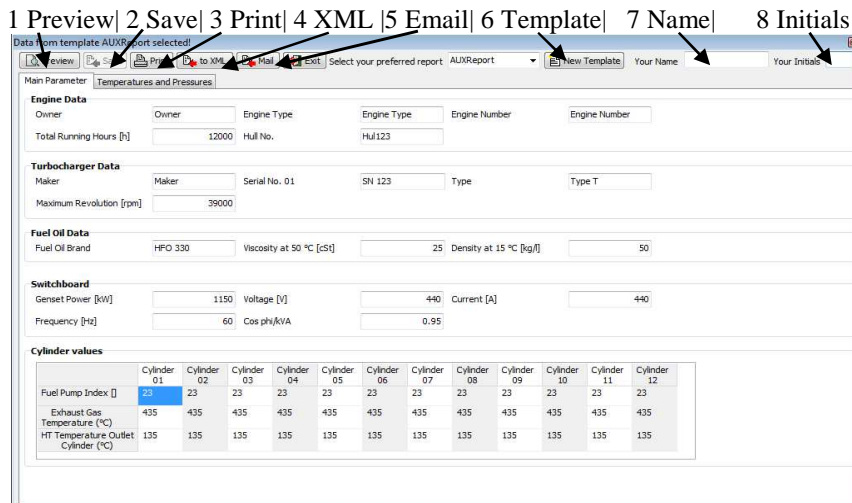 1 Preview| 2 Save| 3 Print| 4 XML |5 Email| 6 Template| 7 Name| 8 Initials
Data from template AUXReport selected!
Preview Save Print to XML Mail Exit Select your preferred report AUXReport New Template Your Name Your Initials
Main Parameter Temperatures and Pressures
Engine Data
Owner Owner Engine Type Engine Type Engine Number Engine Number
Total Running Hours [h] 12000 Hull No. Hul123
Turbocharger Data
Maker Maker Serial No. 01 SN 123 Type Type T
Maximum Revolution [rpm] 39000
Fuel Oil Data
Fuel Oil Brand HFO 330 Viscosity at 50 ºC [cSt] 25 Density at 15 ºC [kg/l] 50
Switchboard
Genset Power [kW] 1150 Voltage [V] 440 Current [A] 440
Frequency [Hz] 60 Cos phi/kVA 0.95
Cylinder values
Cylinder Cylinder Cylinder Cylinder Cylinder Cylinder Cylinder Cylinder Cylinder Cylinder Cylinder Cylinder
01 02 03 04 05 06 07 08 09 10 11 12
Fuel Pump Index [] 23 23 23 23 23 23 23 23 23 23 23 23
Exhaust Gas 435 435 435 435 435 435 435 435 435 435 435 435
Temperature (ºC)
HT Temperature Outlet 135 135 135 135 135 135 135 135 135 135 135 135
Cylinder (ºC)